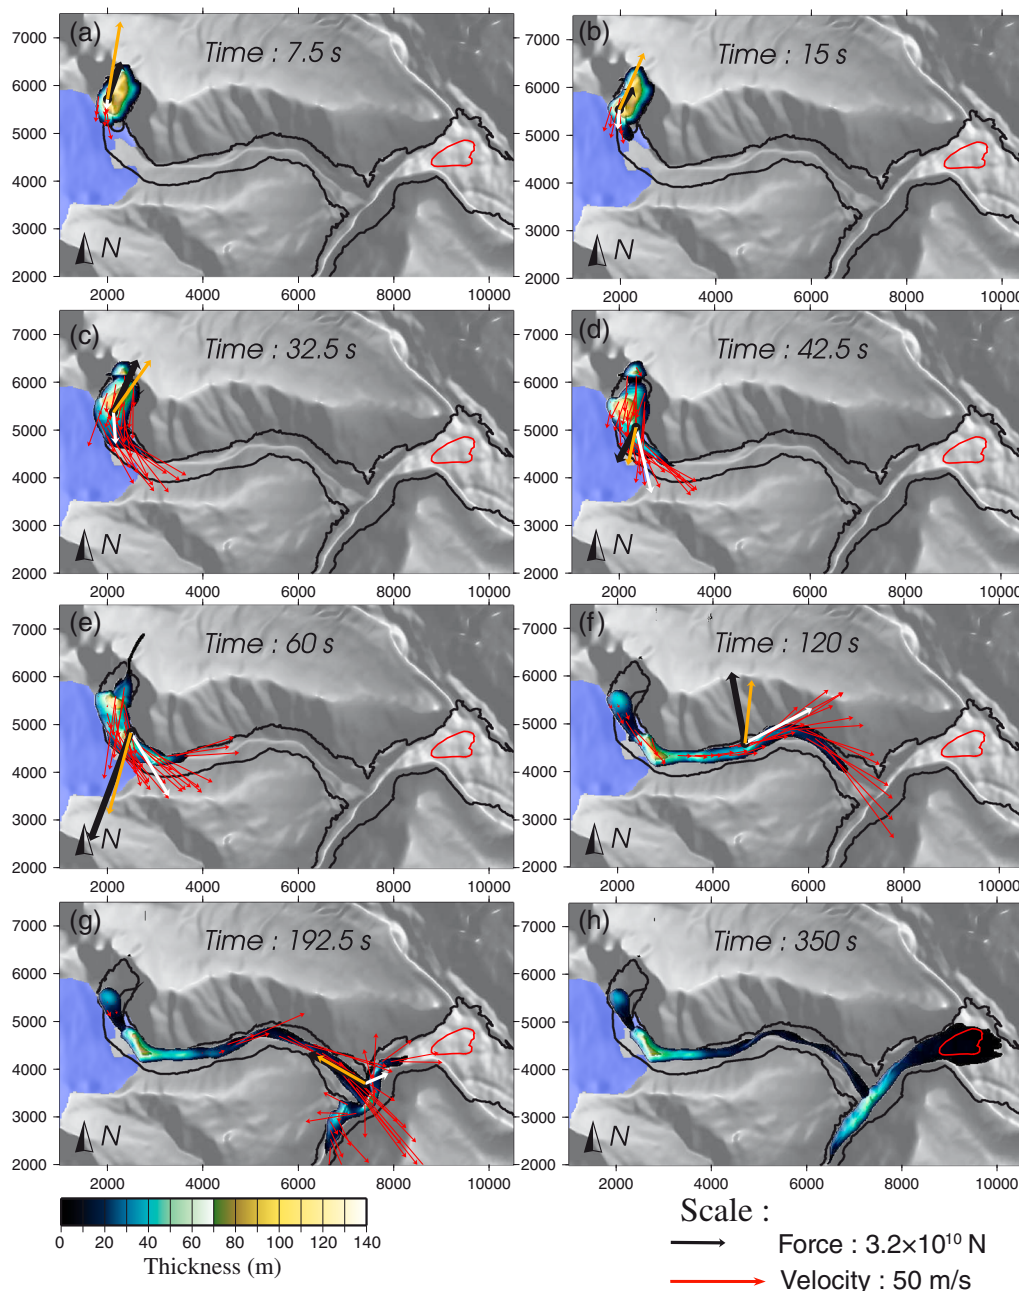 (a) Time : 7.5 s
7000
6000
5000
4000
3000
2000
N
2000 4000 6000 8000 10000
(b) Time : 15 s
7000
6000
5000
4000
3000
2000
N
2000 4000 6000 8000 10000
(c) Time : 32.5 s
7000
6000
5000
4000
3000
2000
N
2000 4000 6000 8000 10000
(d) Time : 42.5 s
7000
6000
5000
4000
3000
2000
N
2000 4000 6000 8000 10000
(e) Time : 60 s
7000
6000
5000
4000
3000
2000
N
2000 4000 6000 8000 10000
(f) Time : 120 s
7000
6000
5000
4000
3000
2000
N
2000 4000 6000 8000 10000
(g) Time : 192.5 s
7000
6000
5000
4000
3000
2000
N
2000 4000 6000 8000 10000
(h) Time : 350 s
7000
6000
5000
4000
3000
2000
N
2000 4000 6000 8000 10000
0 20 40 60 80 100 120 140
Thickness (m)
Scale :
Force : 3.2×10¹⁰ N
Velocity : 50 m/s